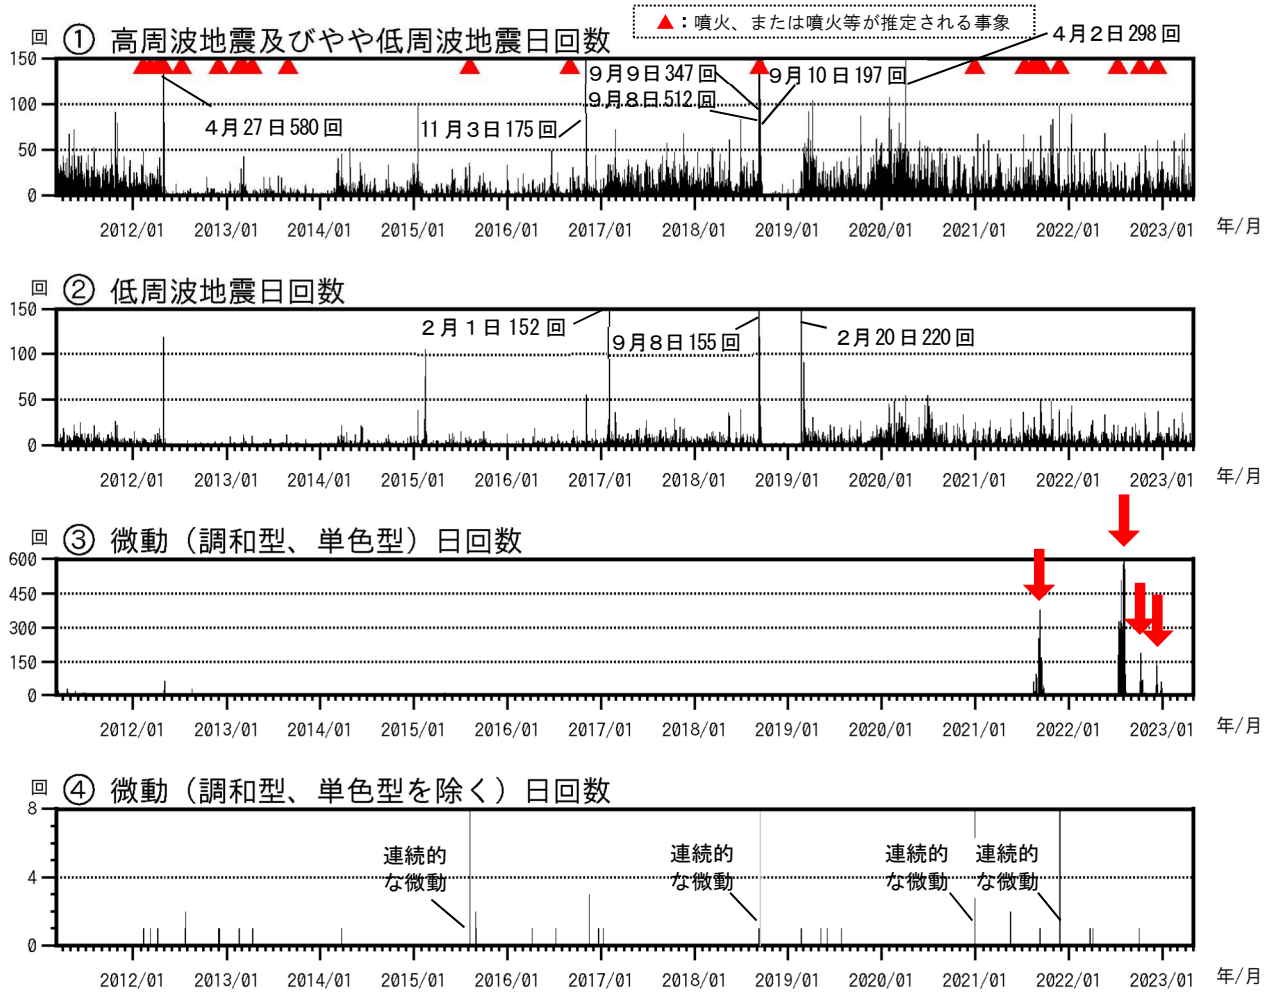 ▲：噴火、または噴火等が推定される事象
回 ① 高周波地震及びやや低周波地震日回数
4月2日298回
150
100
50
0
9月9日347回
9月10日197回
9月8日512回
4月27日580回
11月3日175回
2012/01 2013/01 2014/01 2015/01 2016/01 2017/01 2018/01 2019/01 2020/01 2021/01 2022/01 2023/01 年/月
回 ② 低周波地震日回数
150
100
50
0
2月1日152回
9月8日155回
2月20日220回
2012/01 2013/01 2014/01 2015/01 2016/01 2017/01 2018/01 2019/01 2020/01 2021/01 2022/01 2023/01 年/月
回 ③ 微動（調和型、単色型）日回数
600
450
300
150
0
2012/01 2013/01 2014/01 2015/01 2016/01 2017/01 2018/01 2019/01 2020/01 2021/01 2022/01 2023/01 年/月
回 ④ 微動（調和型、単色型を除く）日回数
8
4
0
連続的
な微動
連続的
な微動
連続的
な微動
連続的
な微動
2012/01 2013/01 2014/01 2015/01 2016/01 2017/01 2018/01 2019/01 2020/01 2021/01 2022/01 2023/01 年/月